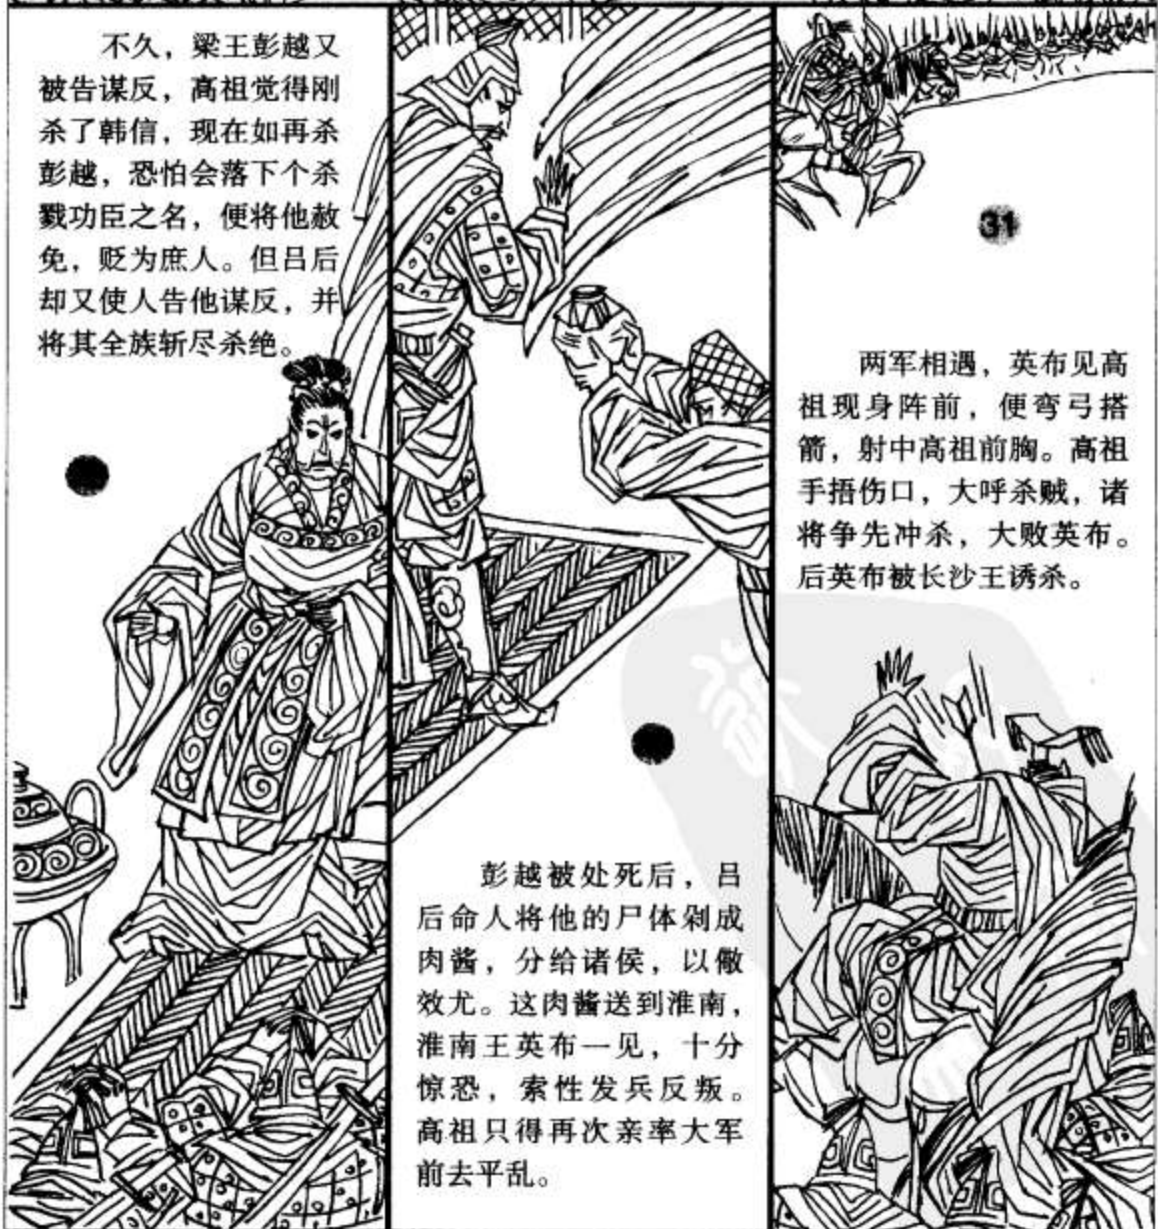 不久，梁王彭越又
被告谋反，高祖觉得刚
杀了韩信，现在如再杀
彭越，恐怕会落下个杀
戮功臣之名，便将他赦
免，贬为庶人。但吕后
却又使人告他谋反，并
将其全族斩尽杀绝。
彭越被处死后，吕
后命人将他的尸体剁成
肉酱，分给诸侯，以儆
效尤。这肉酱送到淮南，
淮南王英布一见，十分
惊恐，索性发兵反叛。
高祖只得再次亲率大军
前去平乱。
31
两军相遇，英布见高
祖现身阵前，便弯弓搭
箭，射中高祖前胸。高祖
手捂伤口，大呼杀贼，诸
将争先冲杀，大败英布。
后英布被长沙王诱杀。